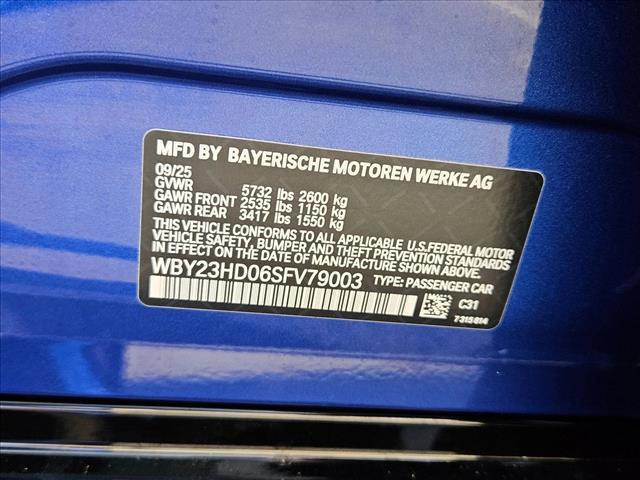 MFD BY BAYERISCHE MOTOREN WERKE AG
09/25
GVWR 5732 lbs 2600 kg
GAWR FRONT 2535 lbs 1150 kg
GAWR REAR 3417 lbs 1550 kg
THIS VEHICLE CONFORMS TO ALL APPLICABLE U.S. FEDERAL MOTOR
VEHICLE SAFETY, BUMPER AND THEFT PREVENTION STANDARDS
IN EFFECT ON THE DATE OF MANUFACTURE SHOWN ABOVE.
WBY23HD06SFV79003 TYPE: PASSENGER CAR
C31
7315814